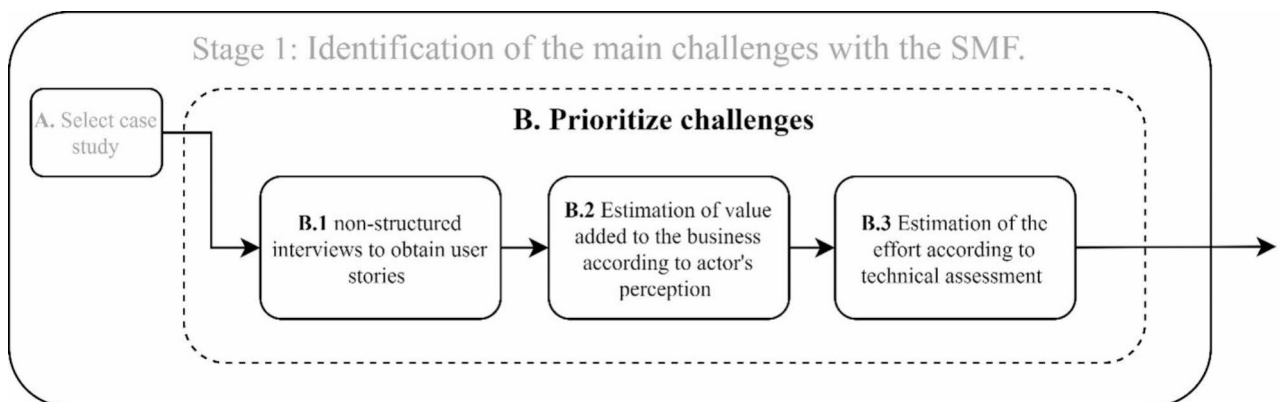 Stage 1: Identification of the main challenges with the SMF.
A. Select case
study
B. Prioritize challenges
B.1 non-structured
interviews to obtain user
stories
B.2 Estimation of value
added to the business
according to actor's
perception
B.3 Estimation of the
effort according to
technical assessment